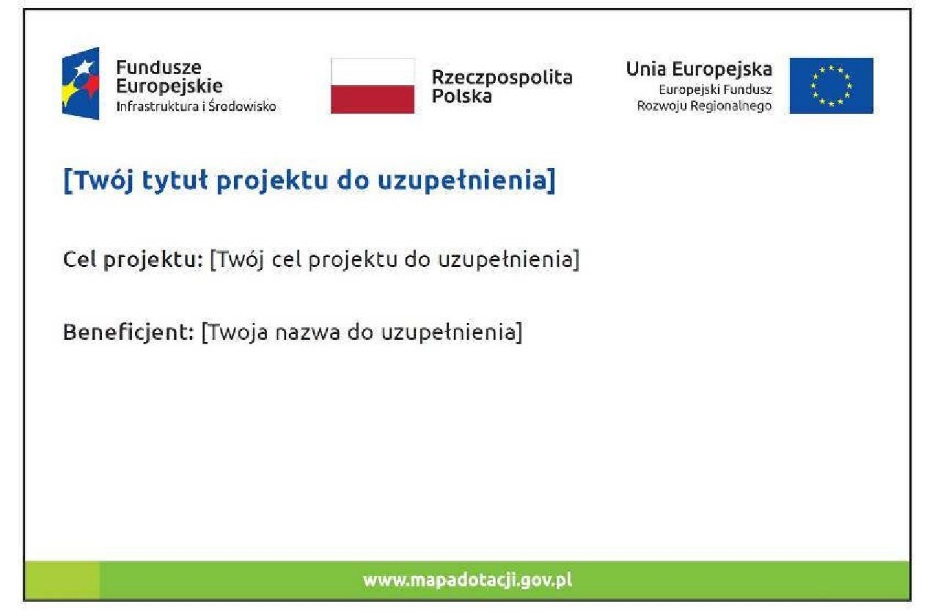 Fundusze
Europejskie
Infrastruktura i Środowisko
Rzeczpospolita
Polska
Unia Europejska
Europejski Fundusz
Rozwoju Regionalnego
[Twój tytuł projektu do uzupełnienia]
Cel projektu: [Twój cel projektu do uzupełnienia]
Beneficjent: [Twoja nazwa do uzupełnienia]
www.mapadotacji.gov.pl